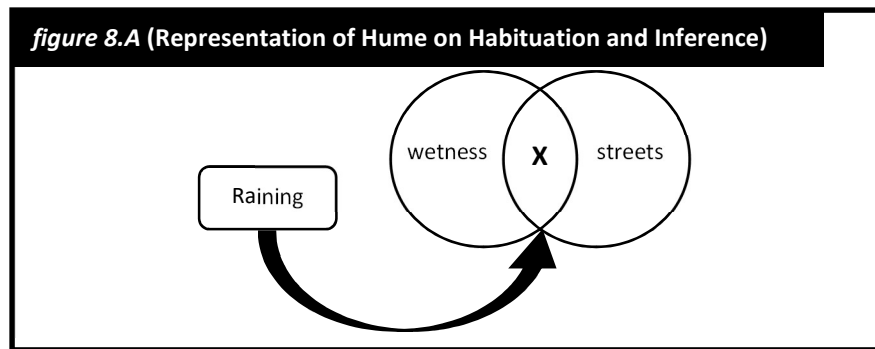 figure 8.A (Representation of Hume on Habituation and Inference)
wetness X streets
Raining